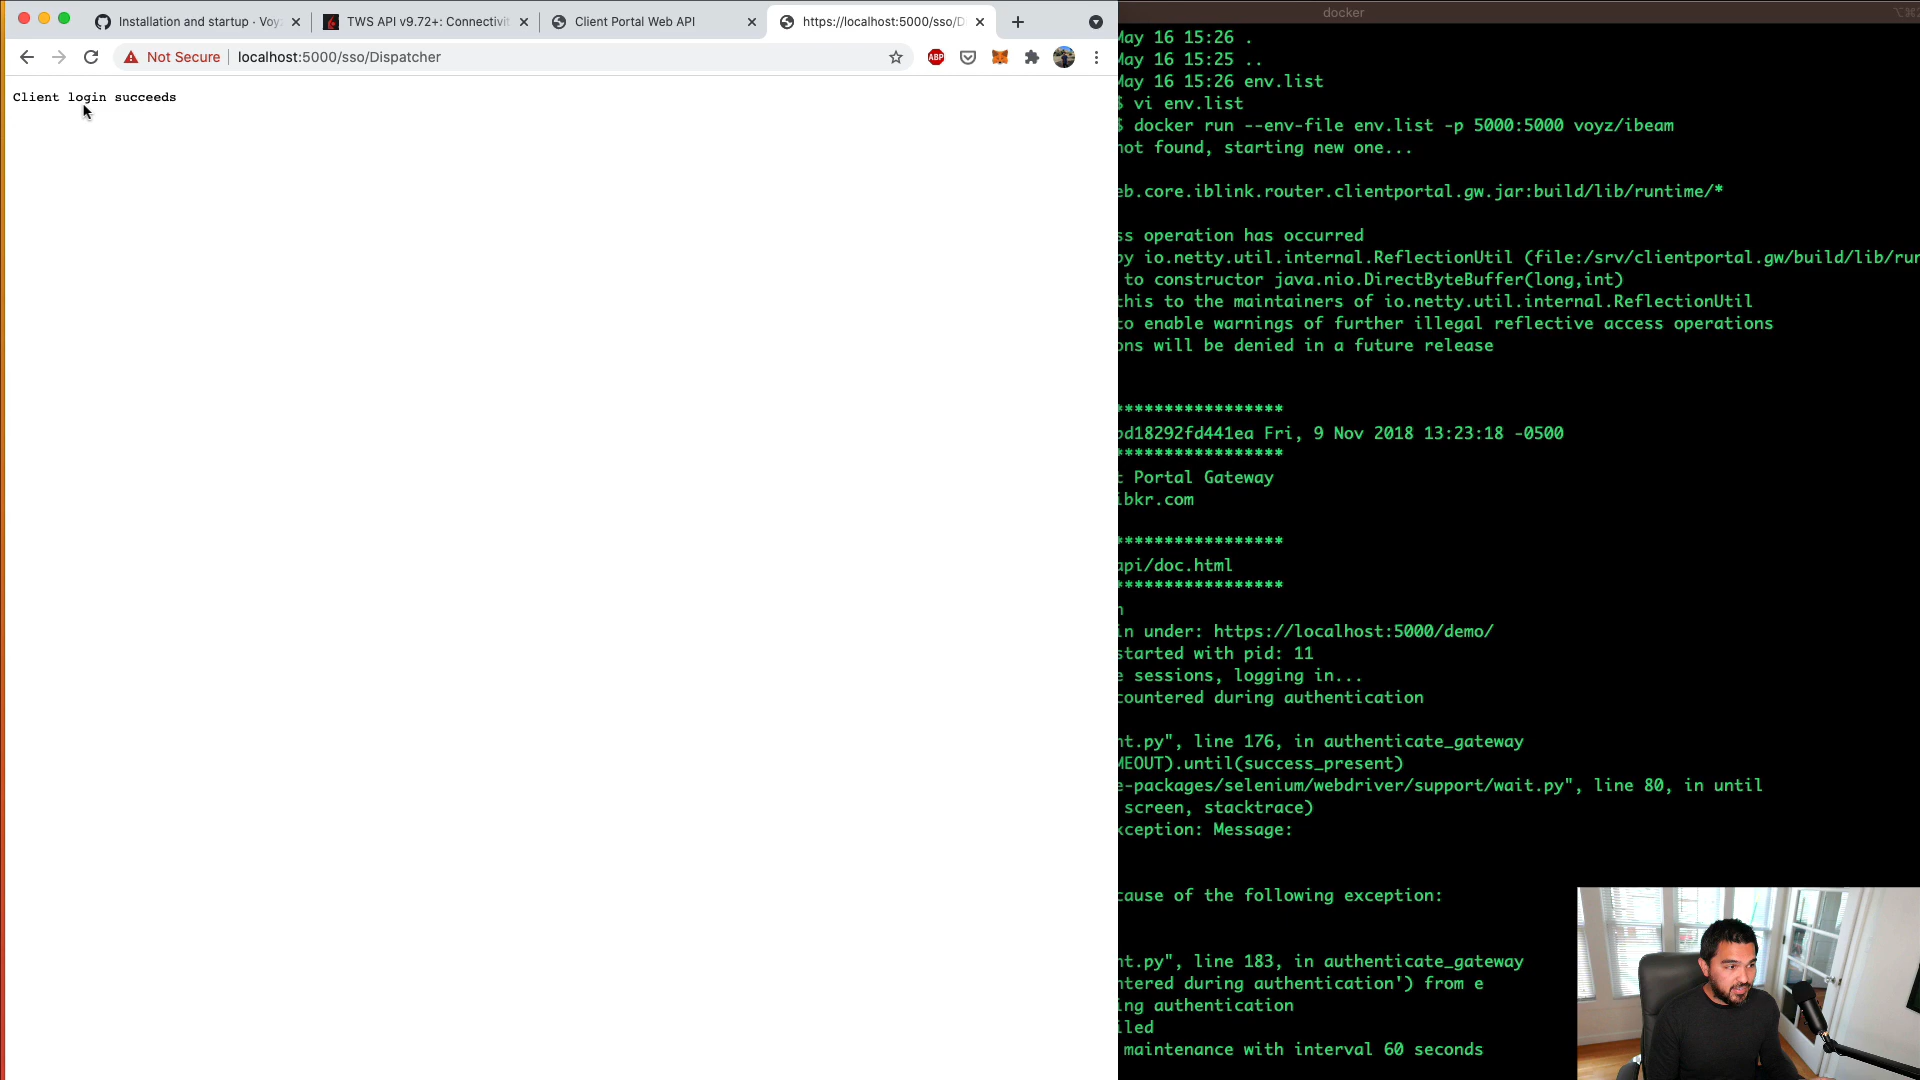 Installation and startup · Voy
TWS API v9.72+: Connectivit
Client Portal Web API
https://localhost:5000/sso/D
Not Secure
localhost:5000/sso/Dispatcher
ABP
Client login succeeds
docker
May 16 15:26 .
May 16 15:25 ..
May 16 15:26 env.list
$ vi env.list
$ docker run --env-file env.list -p 5000:5000 voyz/ibeam
not found, starting new one...
eb.core.iblink.router.clientportal.gw.jar:build/lib/runtime/*
ss operation has occurred
by io.netty.util.internal.ReflectionUtil (file:/srv/clientportal.gw/build/lib/run
to constructor java.nio.DirectByteBuffer(long,int)
this to the maintainers of io.netty.util.internal.ReflectionUtil
to enable warnings of further illegal reflective access operations
ons will be denied in a future release
*****************
bd18292fd441ea Fri, 9 Nov 2018 13:23:18 -0500
*****************
t Portal Gateway
ibkr.com
*****************
api/doc.html
*****************
n
in under: https://localhost:5000/demo/
started with pid: 11
e sessions, logging in...
countered during authentication
nt.py", line 176, in authenticate_gateway
MEOUT).until(success_present)
e-packages/selenium/webdriver/support/wait.py", line 80, in until
screen, stacktrace)
xception: Message:
cause of the following exception:
nt.py", line 183, in authenticate_gateway
ntered during authentication') from e
ing authentication
iled
maintenance with interval 60 seconds